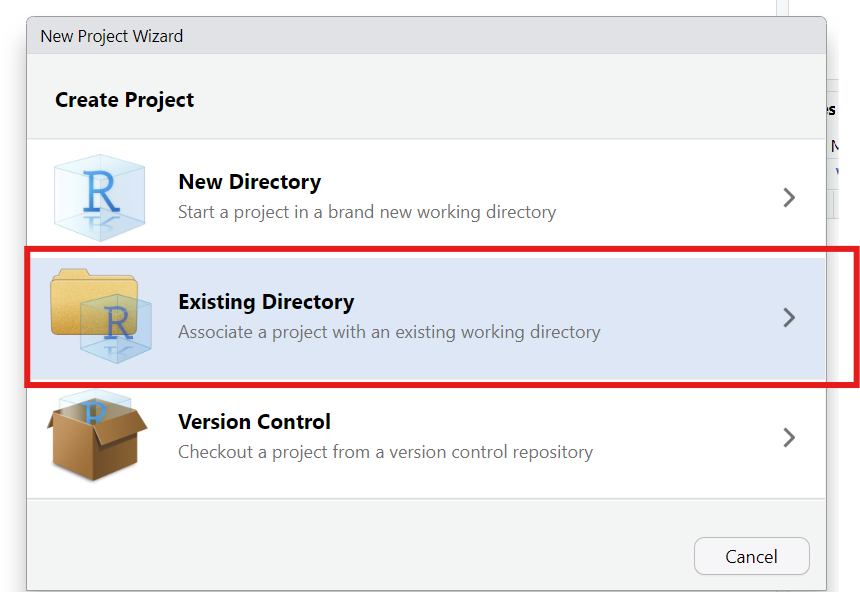 New Project Wizard
Create Project
R
New Directory
Start a project in a brand new working directory
R
Existing Directory
Associate a project with an existing working directory
R
Version Control
Checkout a project from a version control repository
Cancel